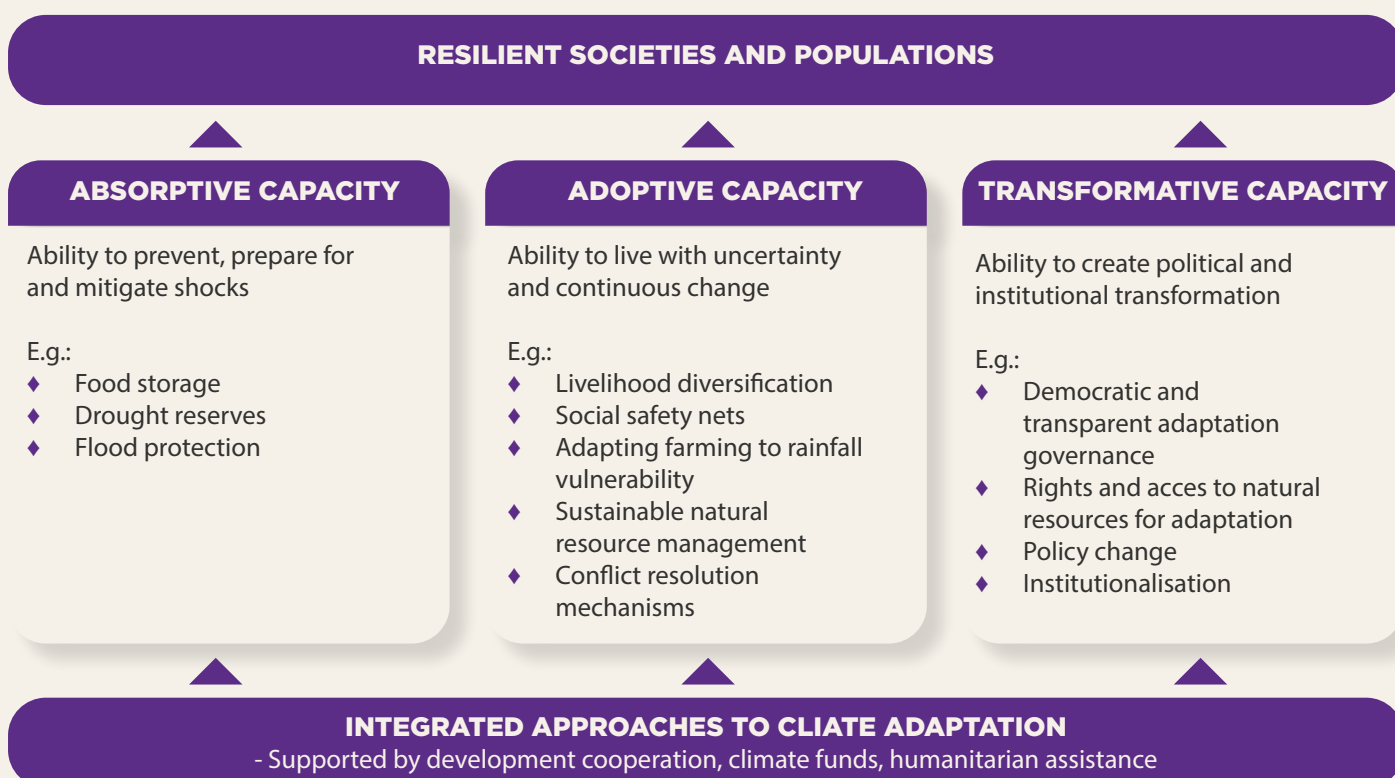 RESILIENT SOCIETIES AND POPULATIONS
ABSORPTIVE CAPACITY
Ability to prevent, prepare for
and mitigate shocks
E.g.:
♦ Food storage
♦ Drought reserves
♦ Flood protection
ADOPTIVE CAPACITY
Ability to live with uncertainty
and continuous change
E.g.:
♦ Livelihood diversification
♦ Social safety nets
♦ Adapting farming to rainfall
vulnerability
♦ Sustainable natural
resource management
♦ Conflict resolution
mechanisms
TRANSFORMATIVE CAPACITY
Ability to create political and
institutional transformation
E.g.:
♦ Democratic and
transparent adaptation
governance
♦ Rights and acces to natural
resources for adaptation
♦ Policy change
♦ Institutionalisation
INTEGRATED APPROACHES TO CLIATE ADAPTATION
- Supported by development cooperation, climate funds, humanitarian assistance